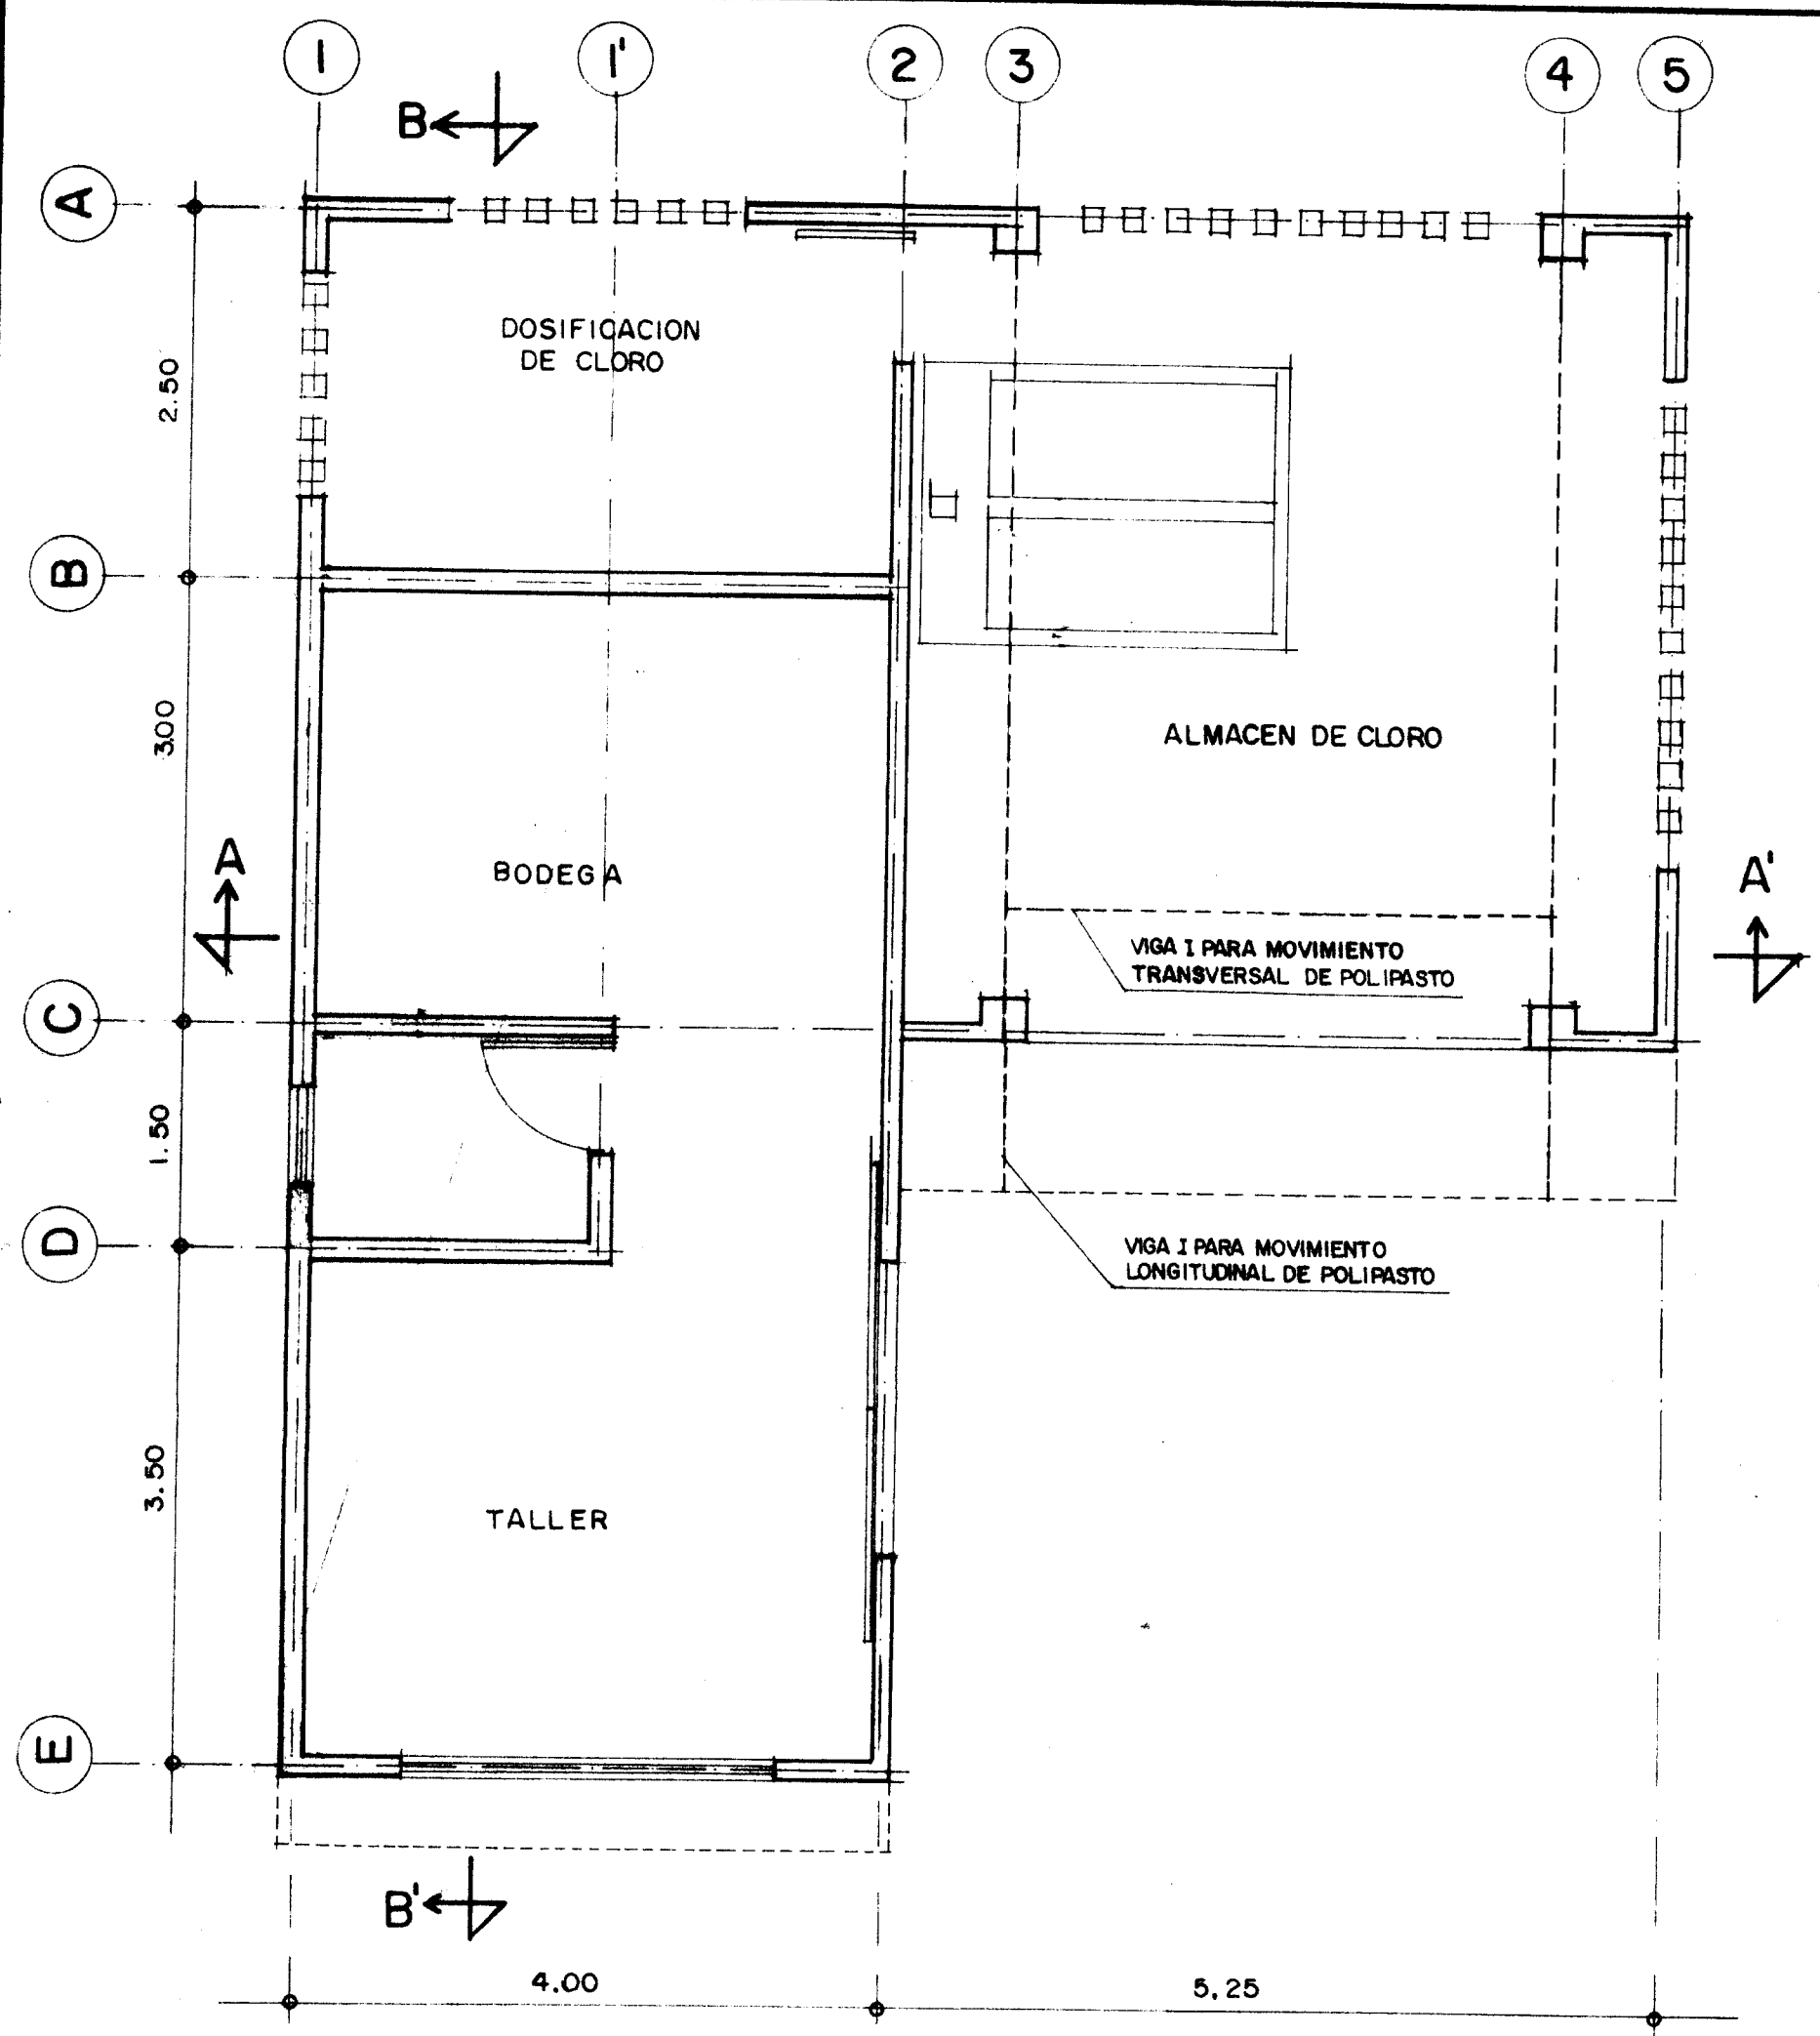 1
1'
2
3
4
5
B
A
DOSIFICACION
DE CLORO
2.50
B
ALMACEN DE CLORO
3.00
BODEGA
A
A'
VIGA I PARA MOVIMIENTO
TRANSVERSAL DE POLIPASTO
C
1.50
D
VIGA I PARA MOVIMIENTO
LONGITUDINAL DE POLIPASTO
3.50
TALLER
E
B'
4.00
5.25